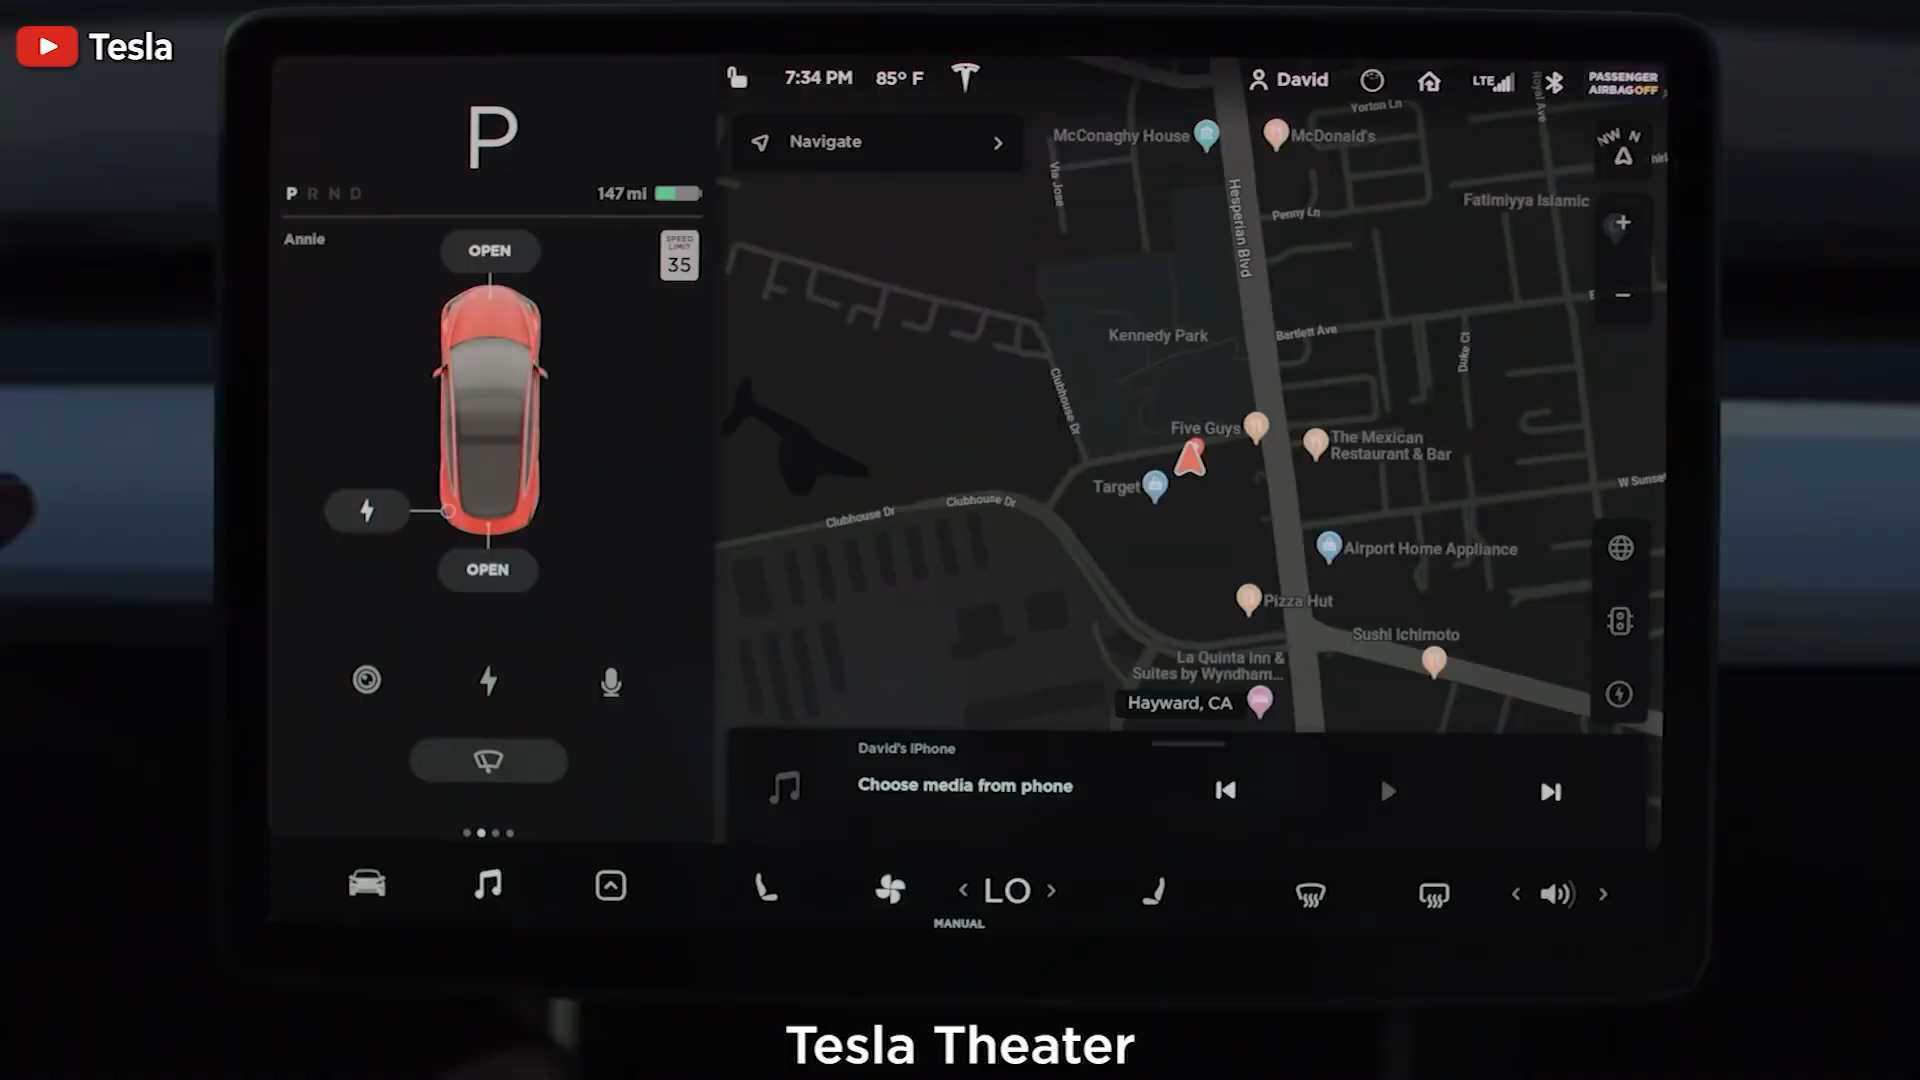 Tesla
P
P R N D
147 mi
Annie
OPEN
SPEED
LIMIT
35
OPEN
7:34 PM
85° F
David
LTE
PASSENGER
AIRBAG OFF
Navigate
NW N
Yorton Ln
Royal Ave
McConaghy House
McDonald's
Via Jose
Hesperian Blvd
Penny Ln
Fatimiyya Islamic
Kennedy Park
Bartlett Ave
Duke Ct
Clubhouse Dr
Five Guys
The Mexican
Restaurant & Bar
Target
W Sunset
Clubhouse Dr
Clubhouse Dr
Airport Home Appliance
Pizza Hut
Sushi Ichimoto
La Quinta Inn &
Suites by Wyndham...
Hayward, CA
David's iPhone
Choose media from phone
LO
MANUAL
Tesla Theater